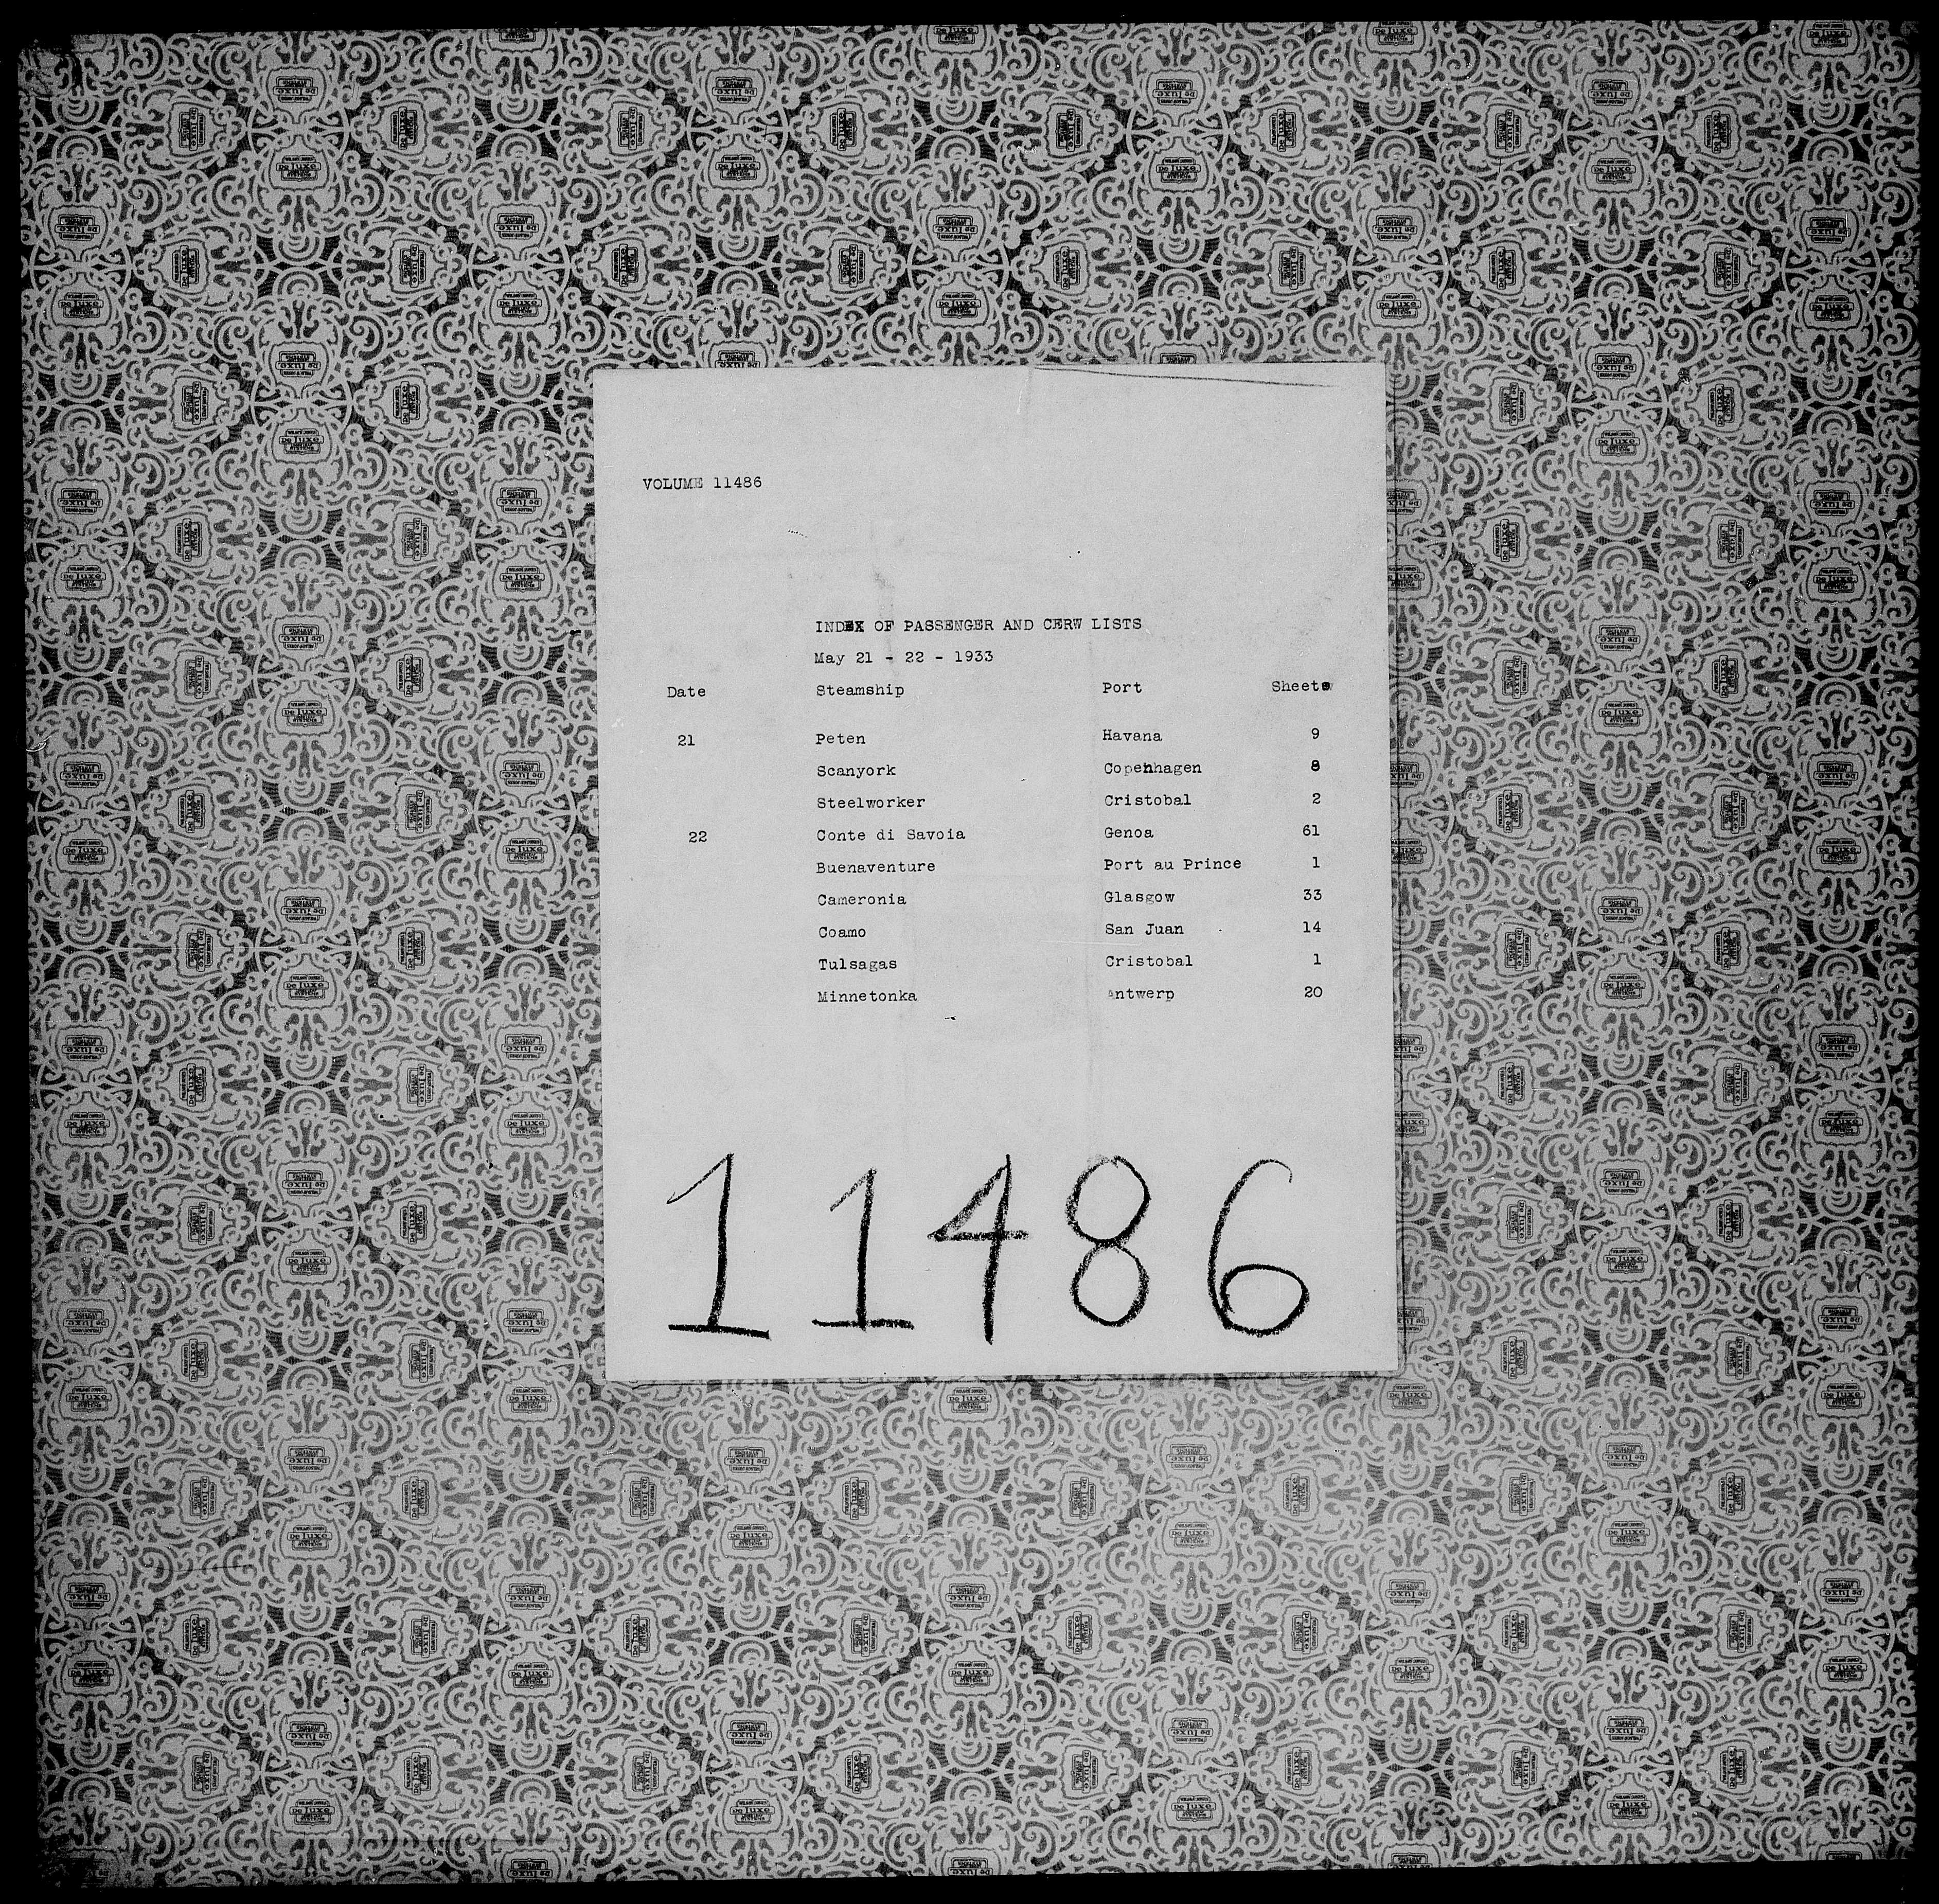 VOLUME 11486
INDEX OF PASSENGER AND CERW LISTS
May 21 - 22 - 1933
Date Steamship Port Sheets
21 Peten Havana 9
Scanyork Copenhagen 8
Steelworker Cristobal 2
22 Conte di Savoia Genoa 61
Buenaventure Port au Prince 1
Cameronia Glasgow 33
Coamo San Juan 14
Tulsagas Cristobal 1
Minnetonka Antwerp 20
11486
De Luxe